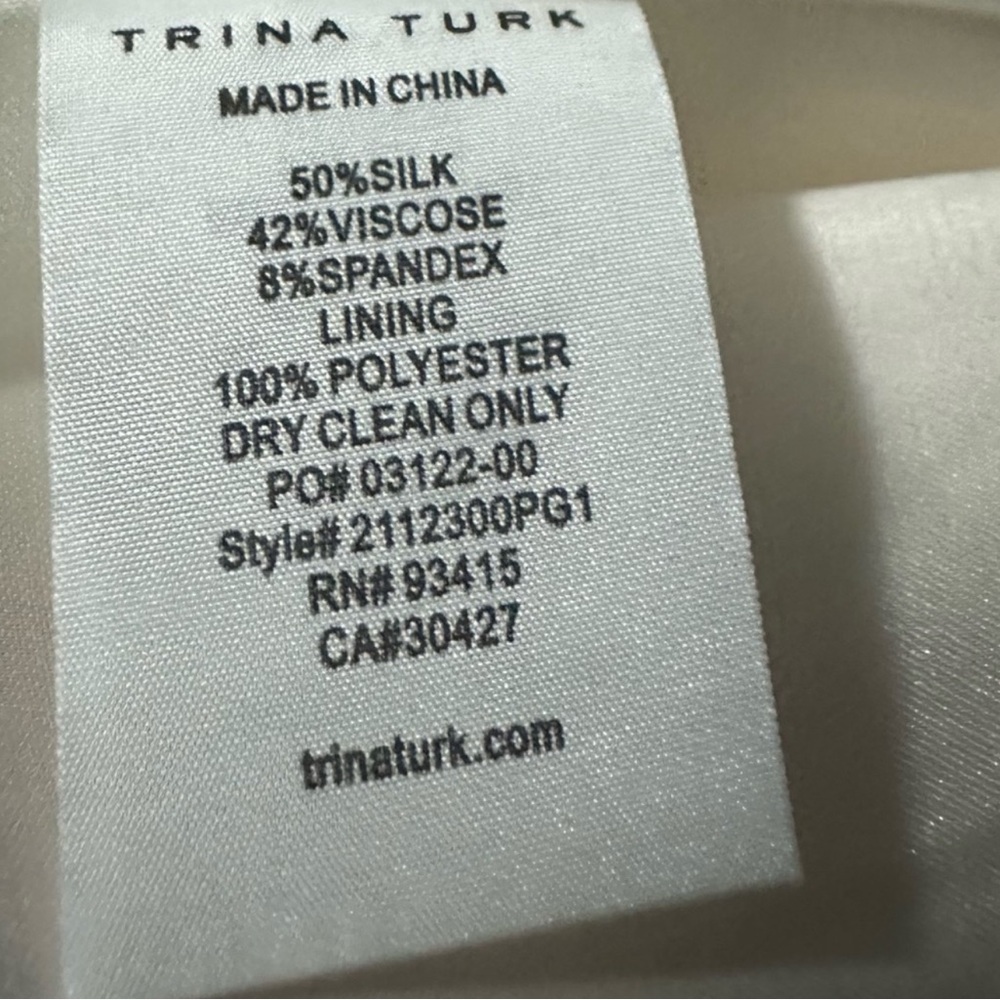 TRINA TURK
MADE IN CHINA
50%SILK
42%VISCOSE
8%SPANDEX
LINING
100% POLYESTER
DRY CLEAN ONLY
PO# 03122-00
Style# 2112300PG1
RN# 93415
CA#30427
trinaturk.com